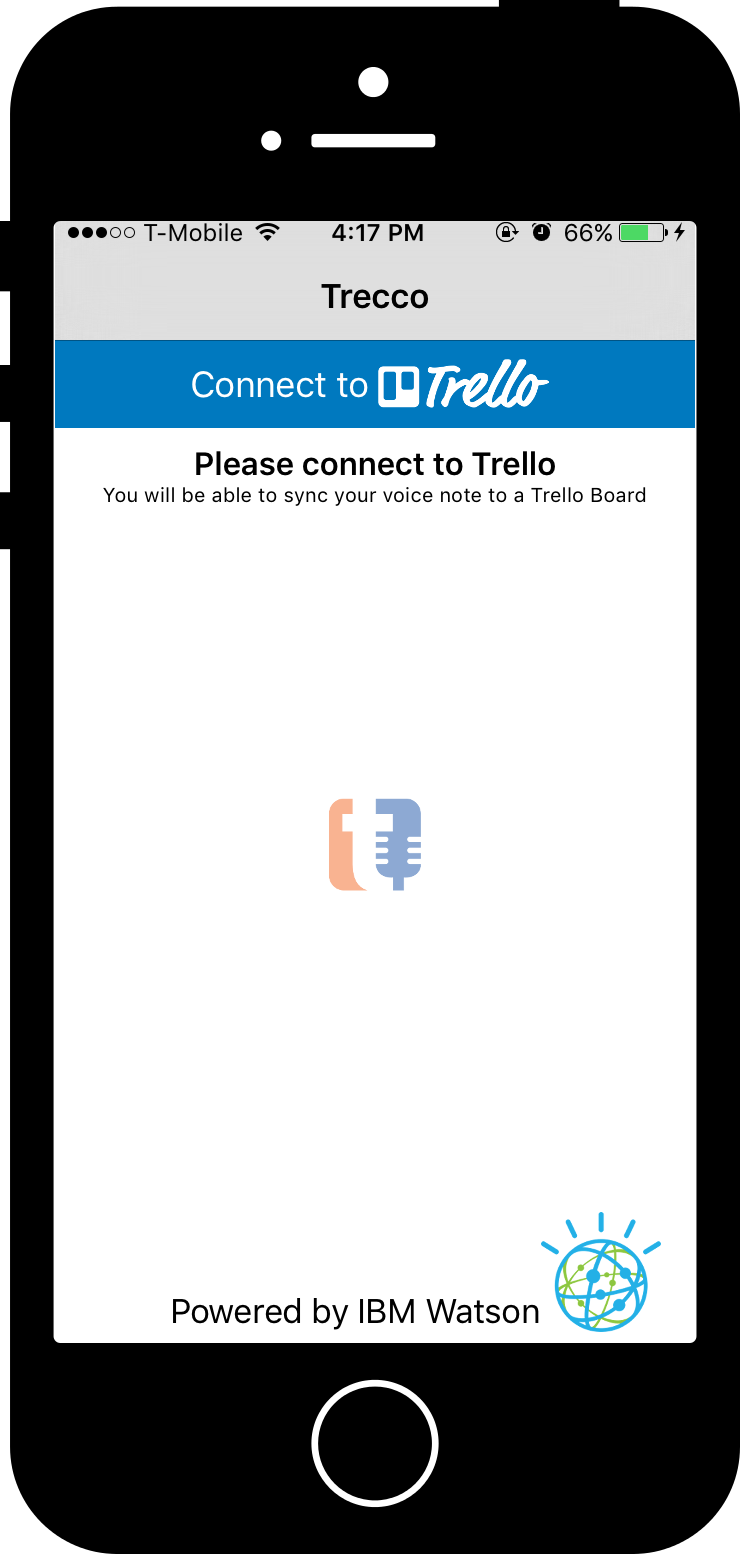 T-Mobile 4:17 PM 66%
Trecco
Connect to Trello
Please connect to Trello
You will be able to sync your voice note to a Trello Board
t
Powered by IBM Watson